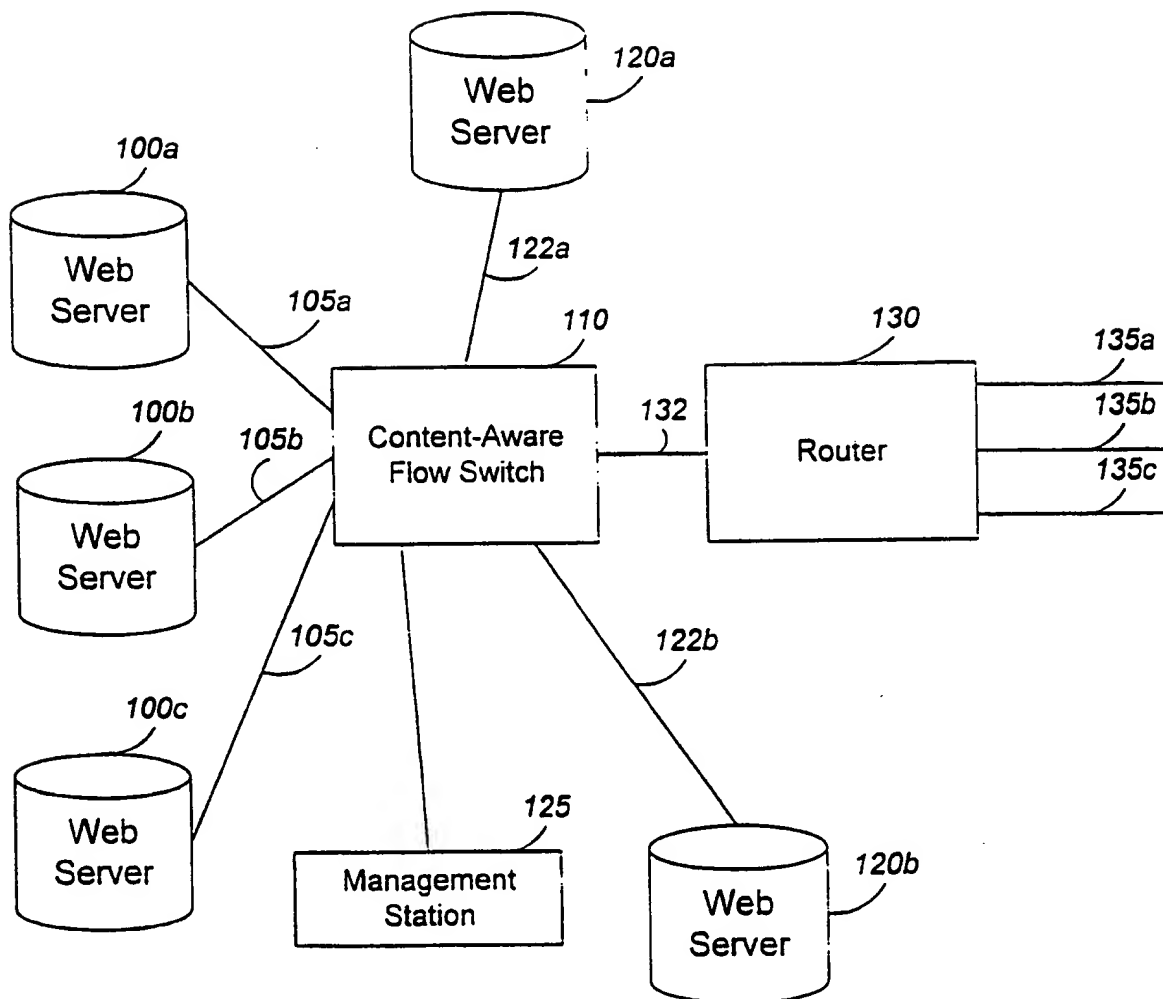 120a
Web
Server
100a
122a
Web
Server
105a
110
130
135a
135b
135c
100b
105b
132
Content-Aware
Flow Switch
Router
Web
Server
105c
122b
100c
125
Web
Server
Management
Station
120b
Web
Server